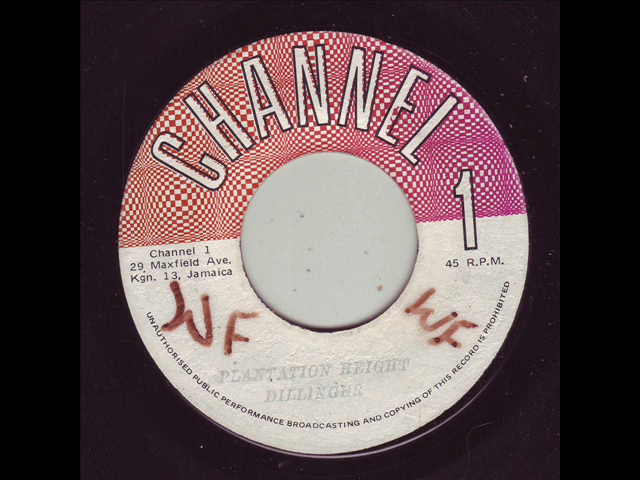 CHANNEL
1
Channel 1
29 Maxfield Ave.
Kgn. 13, Jamaica
45 R.P.M.
WF
WF
PLANTATION HEIGHT
DILLINGER
UNAUTHORISED PUBLIC PERFORMANCE BROADCASTING AND COPYING OF THIS RECORD IS PROHIBITED